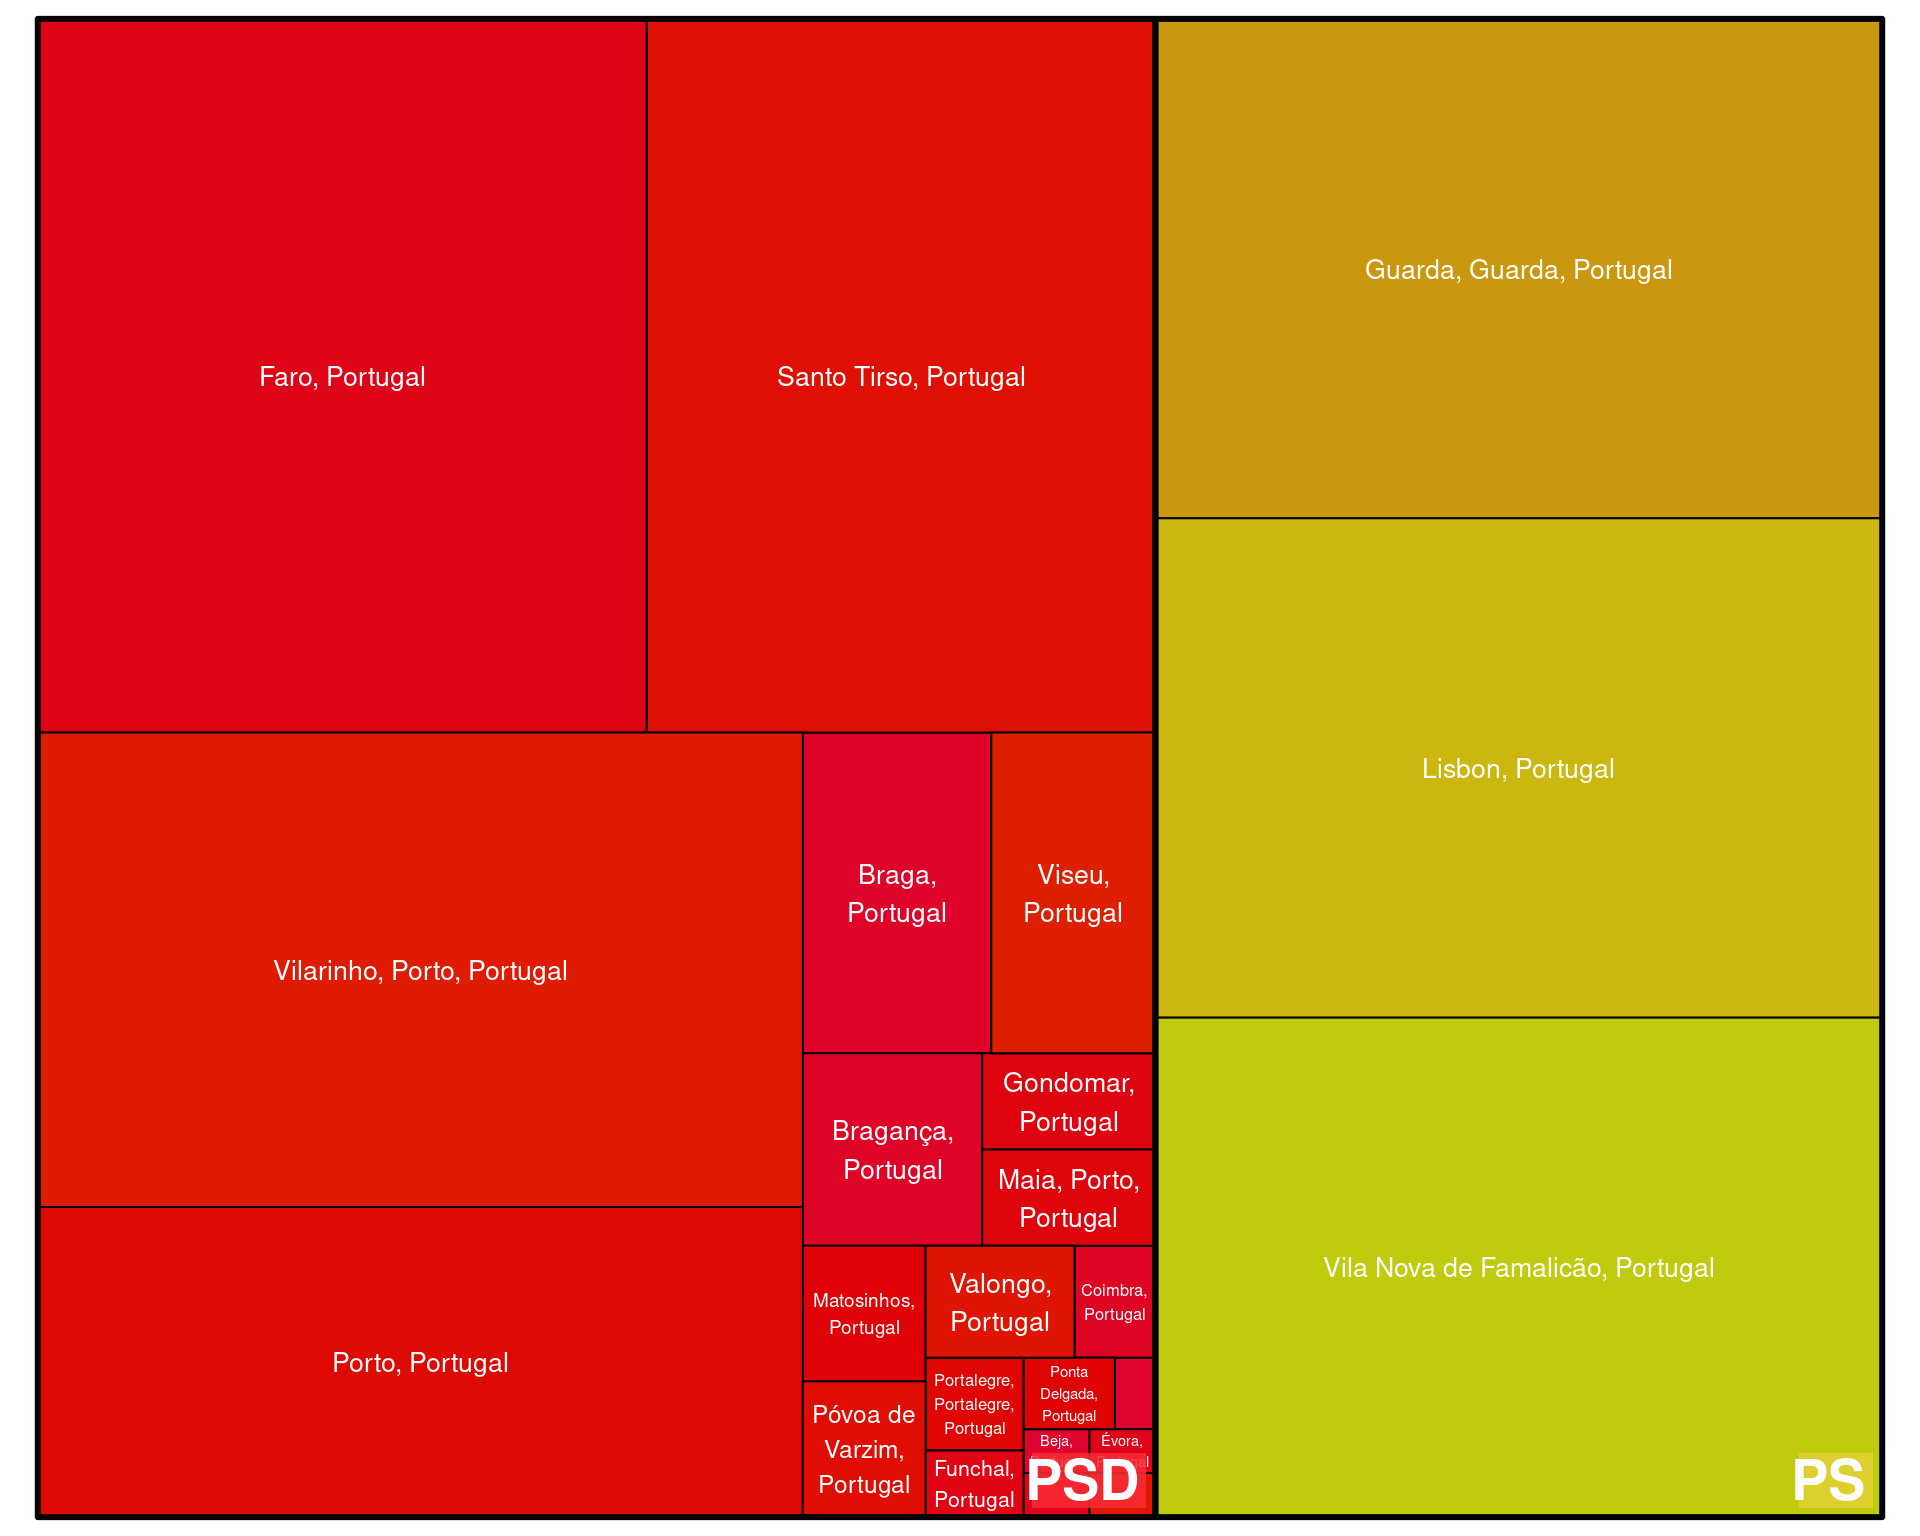 Faro, Portugal
Santo Tirso, Portugal
Guarda, Guarda, Portugal
Lisbon, Portugal
Vila Nova de Famalicão, Portugal
Vilarinho, Porto, Portugal
Porto, Portugal
Braga,
Portugal
Viseu,
Portugal
Bragança,
Portugal
Gondomar,
Portugal
Maia, Porto,
Portugal
Matosinhos,
Portugal
Valongo,
Portugal
Coimbra,
Portugal
Póvoa de
Varzim,
Portugal
Portalegre,
Portalegre,
Portugal
Funchal,
Portugal
Ponta
Delgada,
Portugal
Beja,
Évora,
PSD
PS